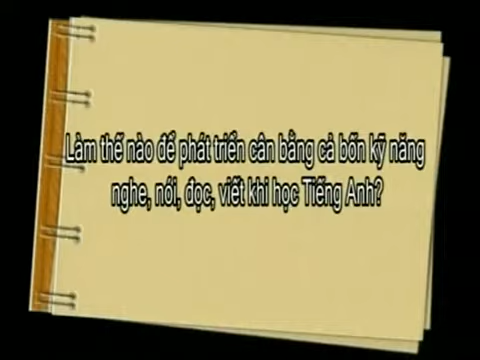 Làm thế nào để phát triển cân bằng cả bốn kỹ năng
nghe, nói, đọc, viết khi học Tiếng Anh?